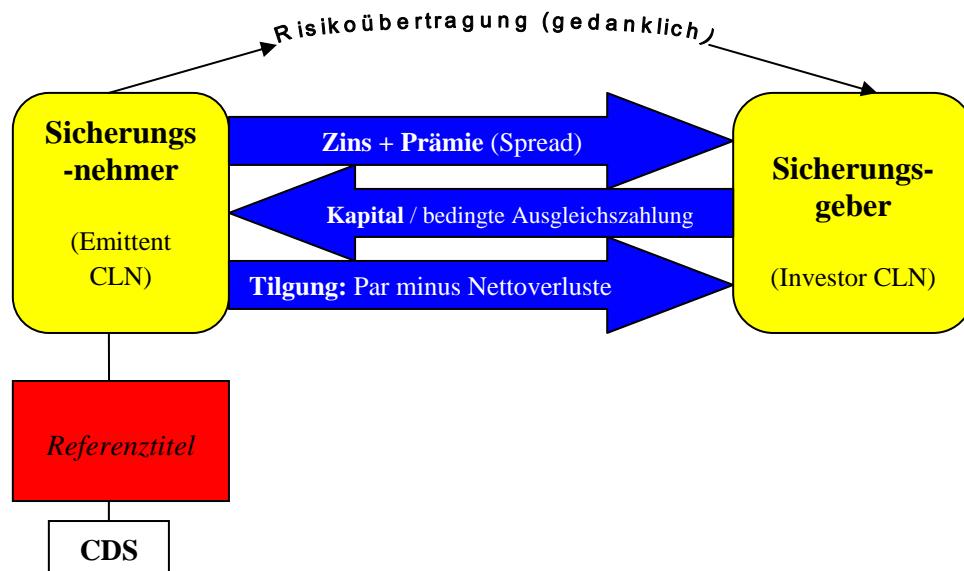 Risikoübertragung (gedanklich)
Sicherungs
-nehmer
(Emittent
CLN)
Zins + Prämie (Spread)
Kapital / bedingte Ausgleichszahlung
Tilgung: Par minus Nettoverluste
Sicherungs-
geber
(Investor CLN)
Referenztitel
CDS